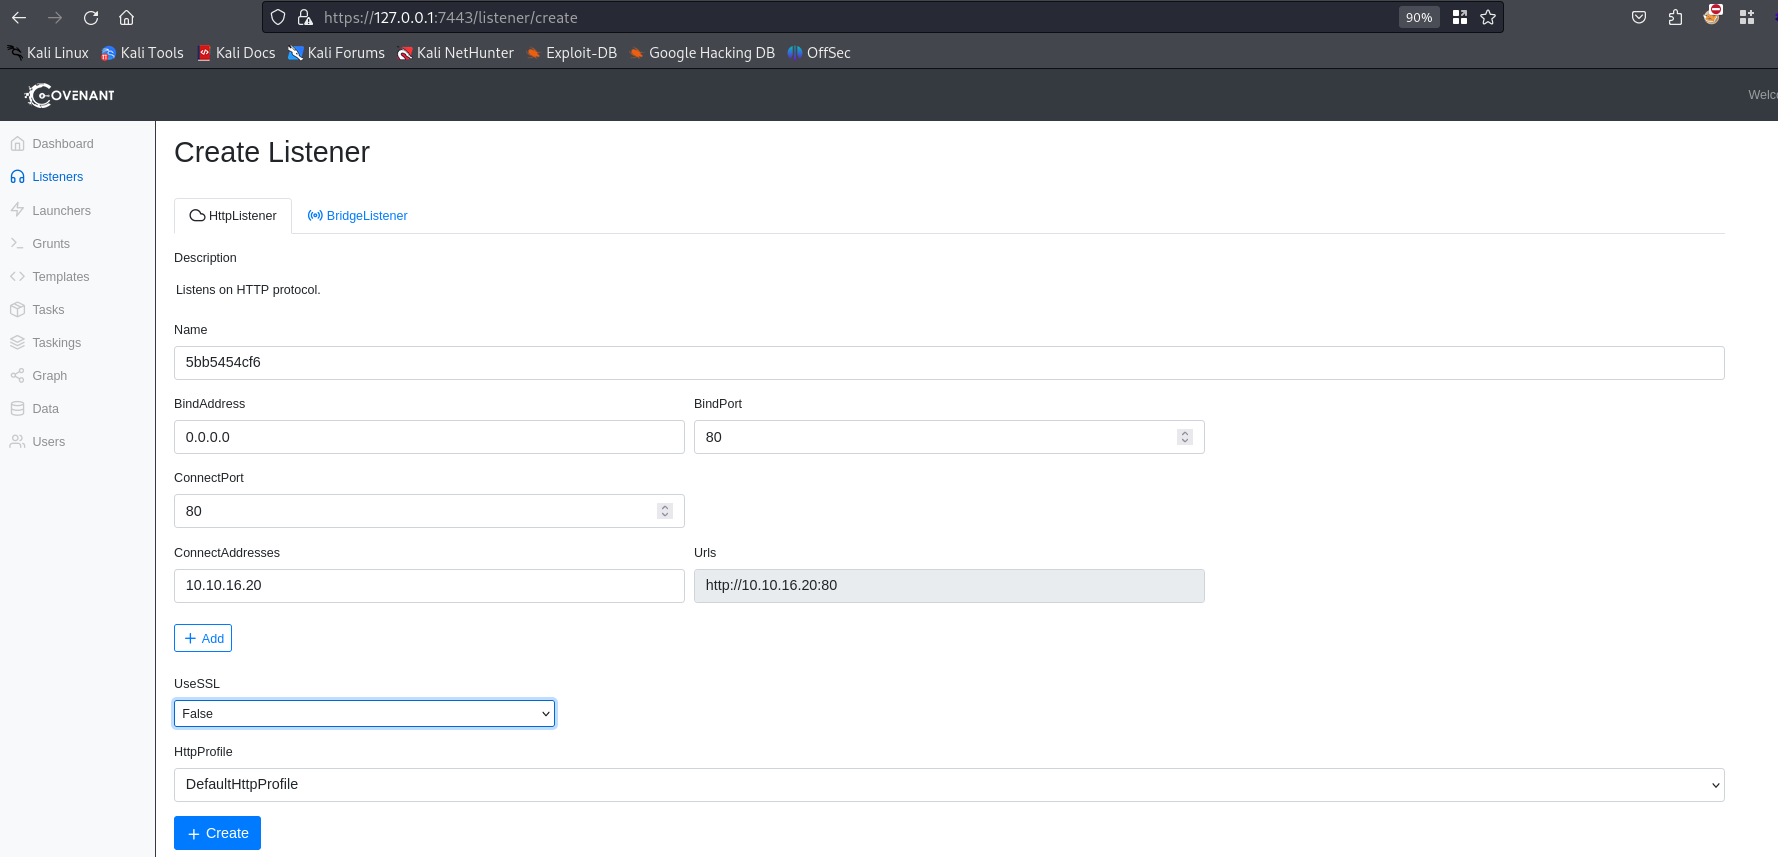 https://127.0.0.1:7443/listener/create
90%
Kali Linux Kali Tools Kali Docs Kali Forums Kali NetHunter Exploit-DB Google Hacking DB OffSec
COVENANT
Welco
Dashboard
Listeners
Launchers
Grunts
Templates
Tasks
Taskings
Graph
Data
Users
Create Listener
HttpListener BridgeListener
Description
Listens on HTTP protocol.
Name
5bb5454cf6
BindAddress BindPort
0.0.0.0 80
ConnectPort
80
ConnectAddresses Urls
10.10.16.20 http://10.10.16.20:80
+ Add
UseSSL
False
HttpProfile
DefaultHttpProfile
+ Create